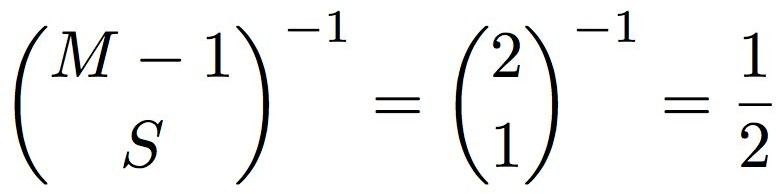 \binom{M-1}{S}^{-1} = \binom{2}{1}^{-1} = \frac{1}{2}